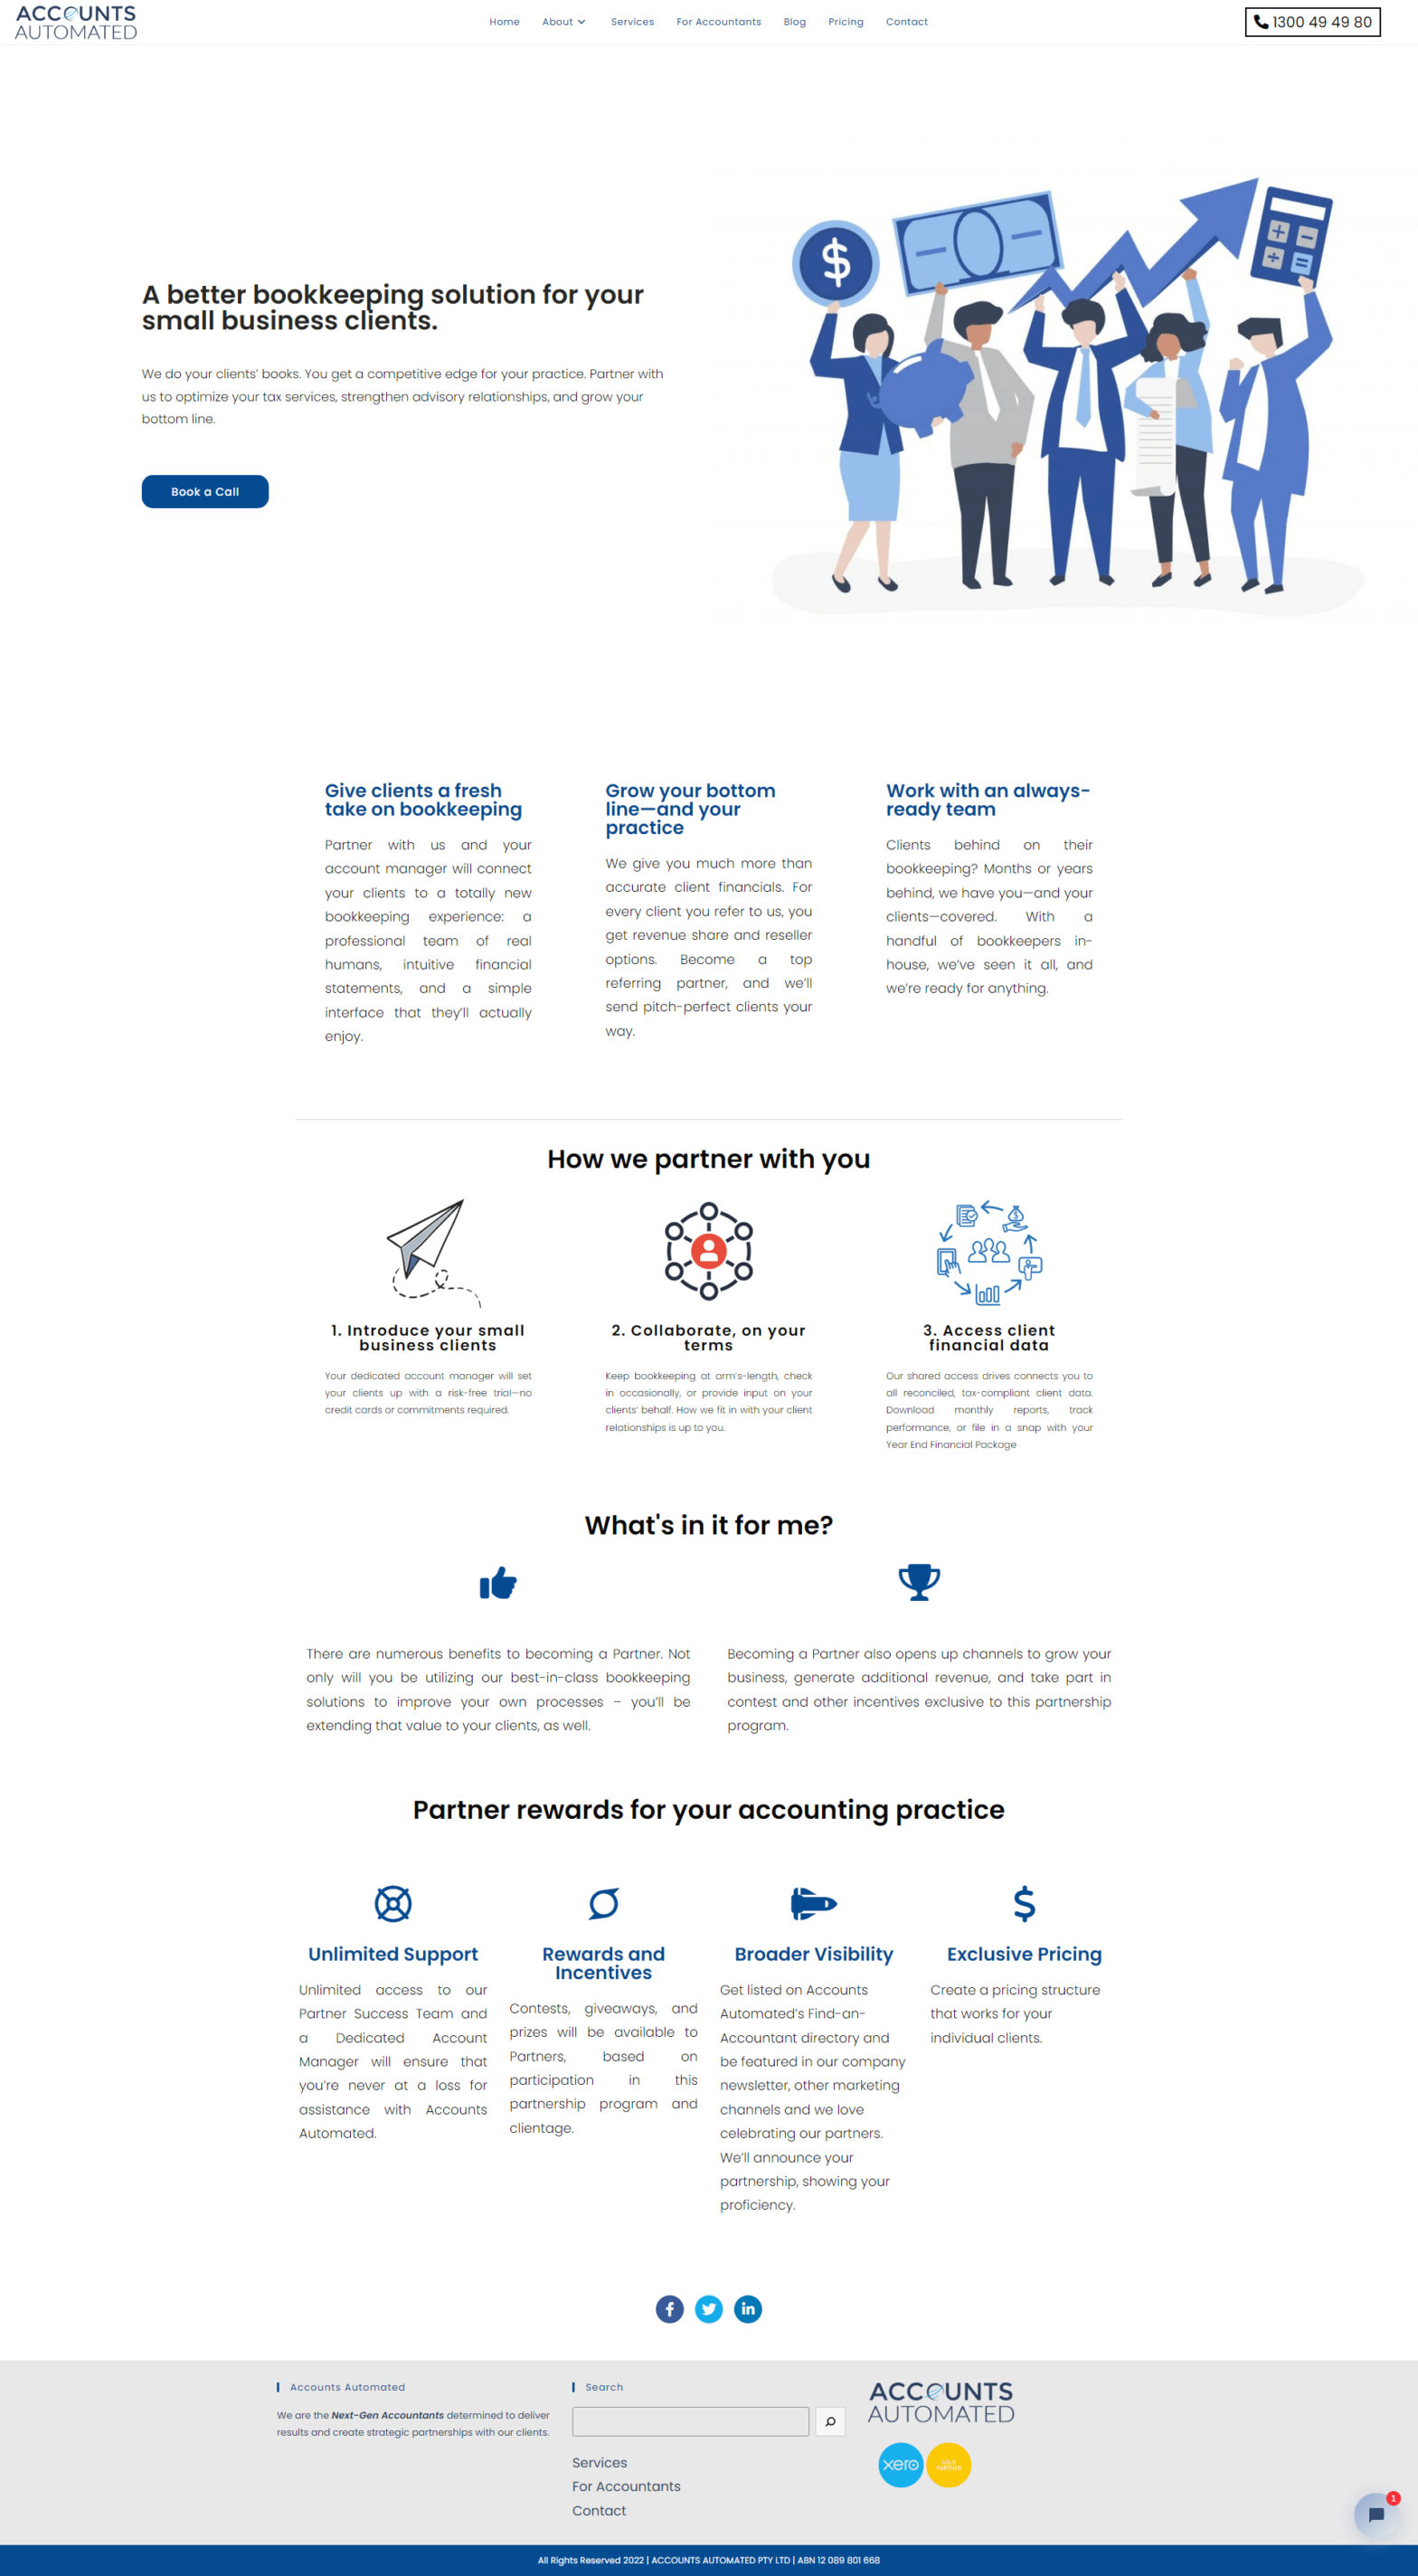 ACCOUNTS
AUTOMATED
Home About Services For Accountants Blog Pricing Contact
1300 49 49 80
$
A better bookkeeping solution for your
small business clients.
We do your clients' books. You get a competitive edge for your practice. Partner with
us to optimize your tax services, strengthen advisory relationships, and grow your
bottom line.
Book a Call
Give clients a fresh
take on bookkeeping
Partner with us and your
account manager will connect
your clients to a totally new
bookkeeping experience: a
professional team of real
humans, intuitive financial
statements, and a simple
interface that they'll actually
enjoy.
Grow your bottom
line—and your
practice
We give you much more than
accurate client financials. For
every client you refer to us, you
get revenue share and reseller
options. Become a top
referring partner, and we'll
send pitch-perfect clients your
way.
Work with an always-
ready team
Clients behind on their
bookkeeping? Months or years
behind, we have you—and your
clients—covered. With a
handful of bookkeepers in-
house, we've seen it all, and
we're ready for anything.
How we partner with you
1. Introduce your small
business clients
Your dedicated account manager will set
your clients up with a risk-free trial—no
credit cards or commitments required.
2. Collaborate, on your
terms
Keep bookkeeping at arm's-length, check
in occasionally, or provide input on your
clients' behalf. How we fit in with your client
relationships is up to you.
3. Access client
financial data
Our shared access drives connects you to
all reconciled, tax-compliant client data.
Download monthly reports, track
performance, or file in a snap with your
Year End Financial Package
What's in it for me?
There are numerous benefits to becoming a Partner. Not
only will you be utilizing our best-in-class bookkeeping
solutions to improve your own processes – you'll be
extending that value to your clients, as well.
Becoming a Partner also opens up channels to grow your
business, generate additional revenue, and take part in
contest and other incentives exclusive to this partnership
program.
Partner rewards for your accounting practice
Unlimited Support
Unlimited access to our
Partner Success Team and
a Dedicated Account
Manager will ensure that
you're never at a loss for
assistance with Accounts
Automated.
Rewards and
Incentives
Contests, giveaways, and
prizes will be available to
Partners, based on
participation in this
partnership program and
clientage.
Broader Visibility
Get listed on Accounts
Automated's Find-an-
Accountant directory and
be featured in our company
newsletter, other marketing
channels and we love
celebrating our partners.
We'll announce your
partnership, showing your
proficiency.
Exclusive Pricing
Create a pricing structure
that works for your
individual clients.
Accounts Automated
We are the Next-Gen Accountants determined to deliver
results and create strategic partnerships with our clients.
Search
Services
For Accountants
Contact
ACCOUNTS
AUTOMATED
xero
GOLD
PARTNER
1
All Rights Reserved 2022 | ACCOUNTS AUTOMATED PTY LTD | ABN 12 089 801 668